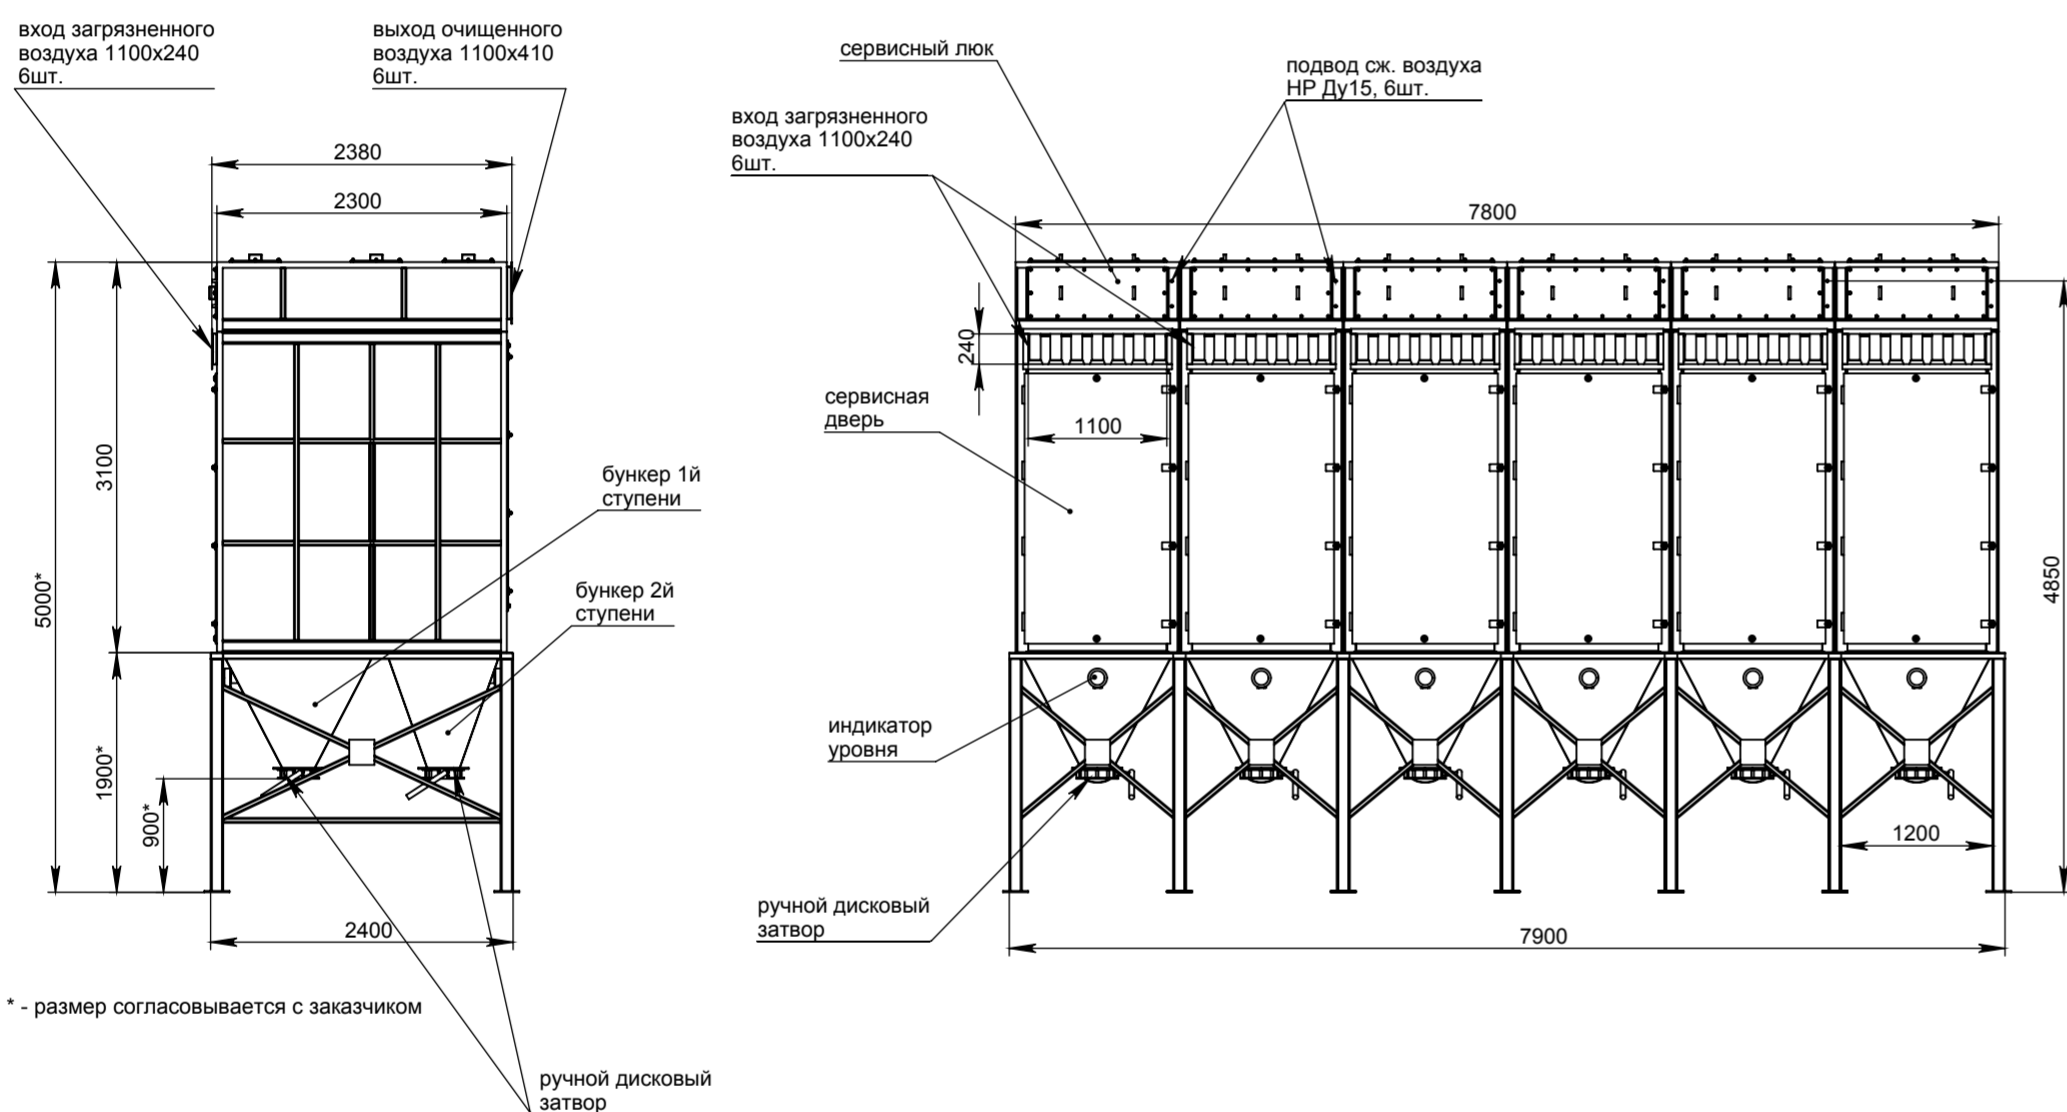 вход загрязненного
воздуха 1100х240
6шт.
выход очищенного
воздуха 1100х410
6шт.
2380
2300
3100
5000*
1900*
900*
2400
бункер 1й
ступени
бункер 2й
ступени
* - размер согласовывается с заказчиком
ручной дисковый
затвор
сервисный люк
подвод сж. воздуха
НР Ду15, 6шт.
вход загрязненного
воздуха 1100х240
6шт.
7800
240
сервисная
дверь
1100
4850
индикатор
уровня
1200
ручной дисковый
затвор
7900